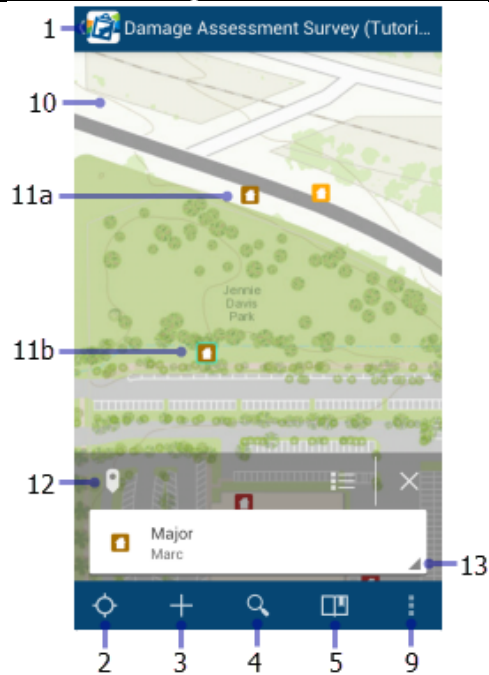 1
Damage Assessment Survey (Tutori...
10
11a
Jennie
Davis
Park
11b
12
Major
Marc
13
2
3
4
5
9